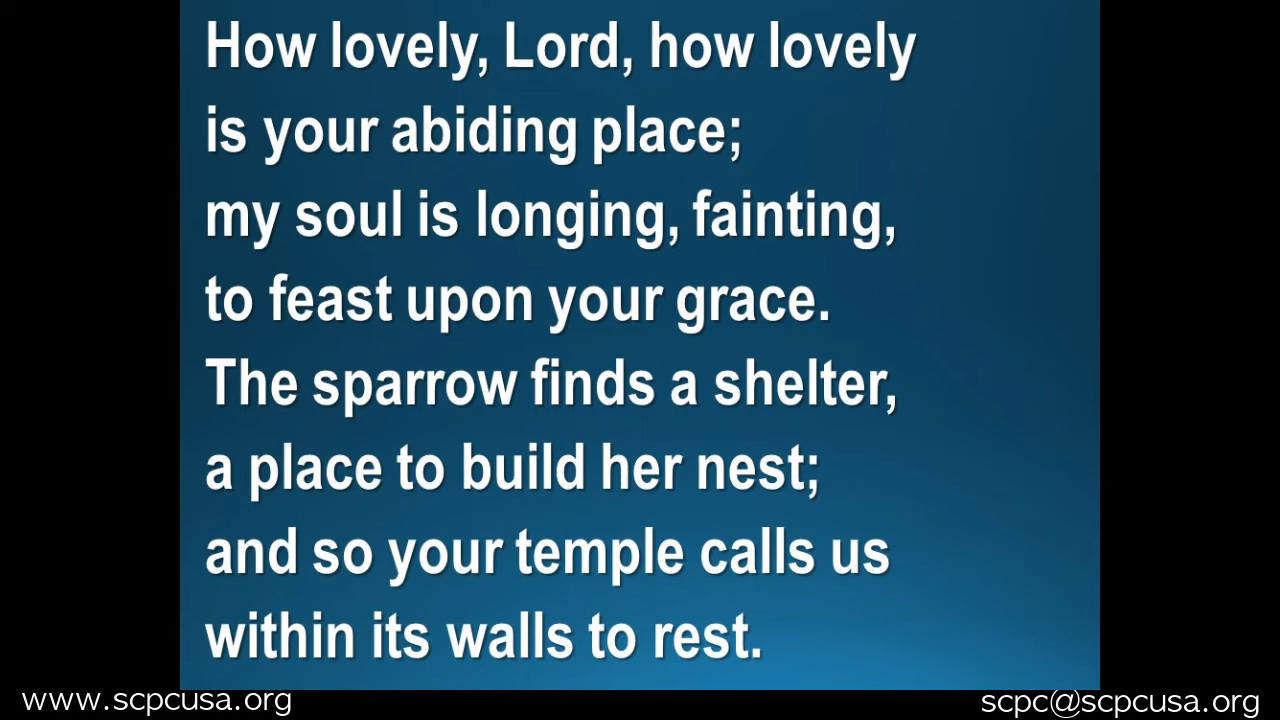 How lovely, Lord, how lovely
is your abiding place;
my soul is longing, fainting,
to feast upon your grace.
The sparrow finds a shelter,
a place to build her nest;
and so your temple calls us
within its walls to rest.
www.scpcusa.org
scpc@scpcusa.org